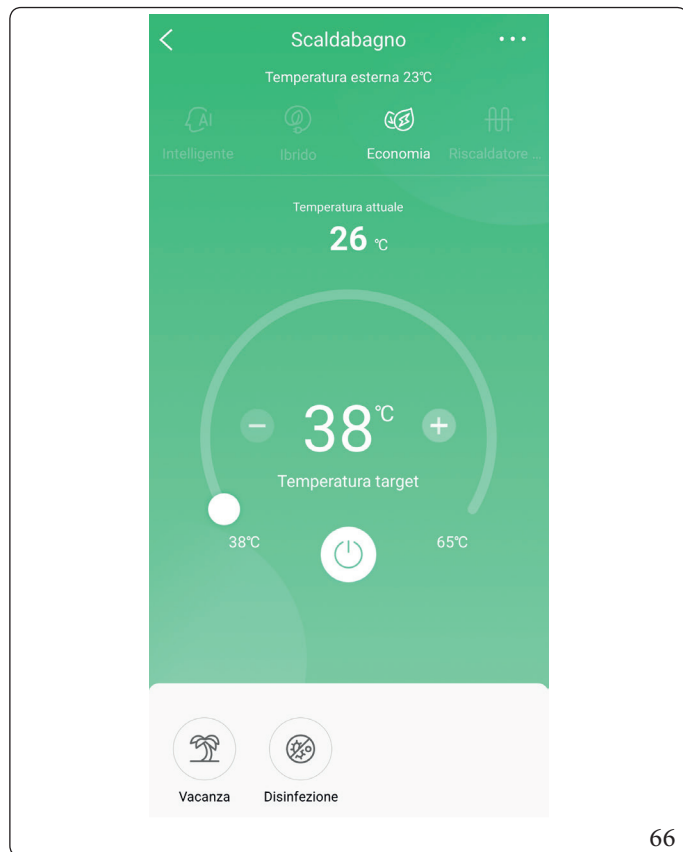 Scaldabagno
Temperatura esterna 23°C
AI
Intelligente Ibrido Economia Riscaldatore ...
Temperatura attuale
26 °C
38°C
Temperatura target
38°C 65°C
Vacanza Disinfezione
66